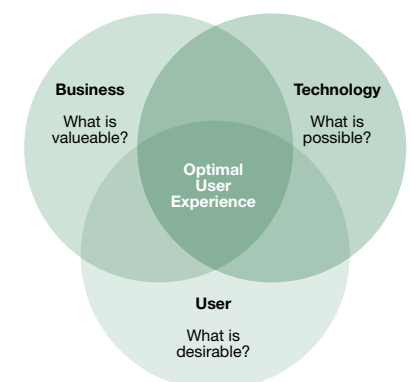 Business
What is
valueable?
Technology
What is
possible?
Optimal
User
Experience
User
What is
desirable?